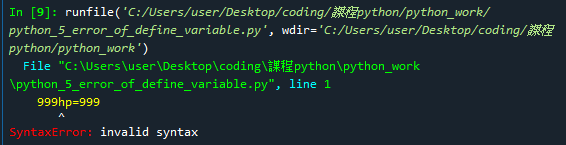 In [9]: runfile('C:/Users/user/Desktop/coding/課程python/python_work/
python_5_error_of_define_variable.py', wdir='C:/Users/user/Desktop/coding/課程
python/python_work')
File "C:\Users\user\Desktop\coding\課程python\python_work
\python_5_error_of_define_variable.py", line 1
999hp=999
^
SyntaxError: invalid syntax